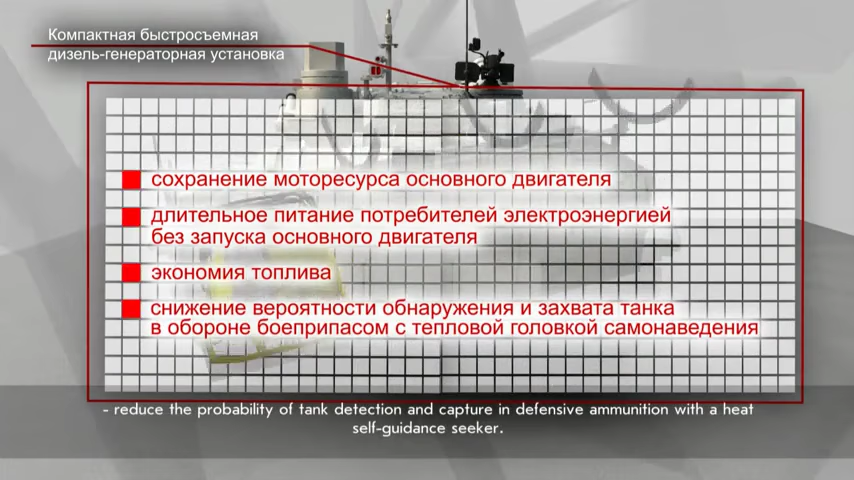 Компактная быстросъемная
дизель-генераторная установка
сохранение моторесурса основного двигателя
длительное питание потребителей электроэнергией
без запуска основного двигателя
экономия топлива
снижение вероятности обнаружения и захвата танка
в обороне боеприпасом с тепловой головкой самонаведения
- reduce the probability of tank detection and capture in defensive ammunition with a heat
self-guidance seeker.